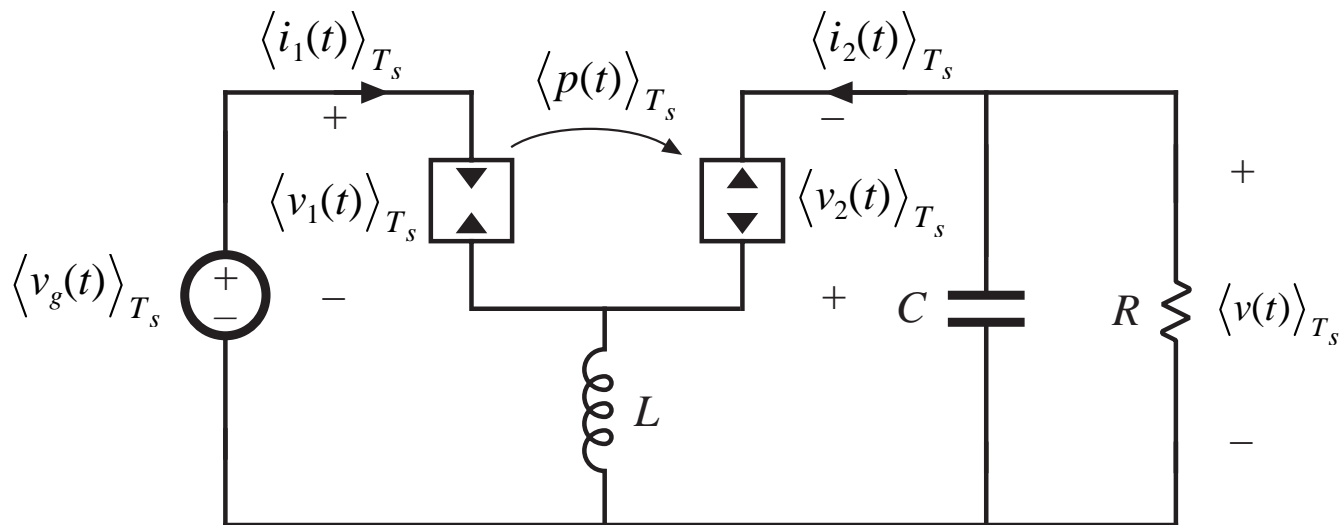 ⟨i₁(t)⟩_{T_s}
⟨p(t)⟩_{T_s}
⟨i₂(t)⟩_{T_s}
+
−
⟨v₁(t)⟩_{T_s}
⟨v₂(t)⟩_{T_s}
+
⟨v_g(t)⟩_{T_s}
+
−
−
+
C
R
⟨v(t)⟩_{T_s}
L
−